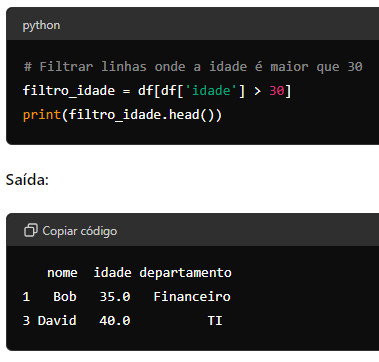 python
# Filtrar linhas onde a idade é maior que 30
filtro_idade = df[df['idade'] > 30]
print(filtro_idade.head())
Saída:
Copiar código
nome idade departamento
1 Bob 35.0 Financeiro
3 David 40.0 TI